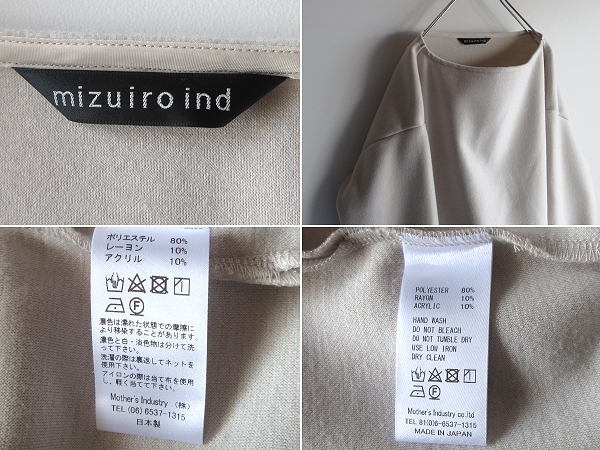 mizuiro ind
mizuiro ind
ポリエステル 80%
レーヨン 10%
アクリル 10%
濃色は濡れた状態での摩擦に
より移染することがあります。
濃色と白・淡色物は分けて洗
って下さい。
洗濯の際は裏返してネットを
使用下さい。
アイロンの際は当て布を使用
し,軽く当てて下さい。
Mother's Industry (株)
TEL (06) 6537-1315
日本製
POLYESTER 80%
RAYON 10%
ACRYLIC 10%
HAND WASH
DO NOT BLEACH
DO NOT TUMBLE DRY
USE LOW IRON
DRY CLEAN
Mother's Industry co.ltd
TEL 81(0)6-6537-1315
MADE IN JAPAN